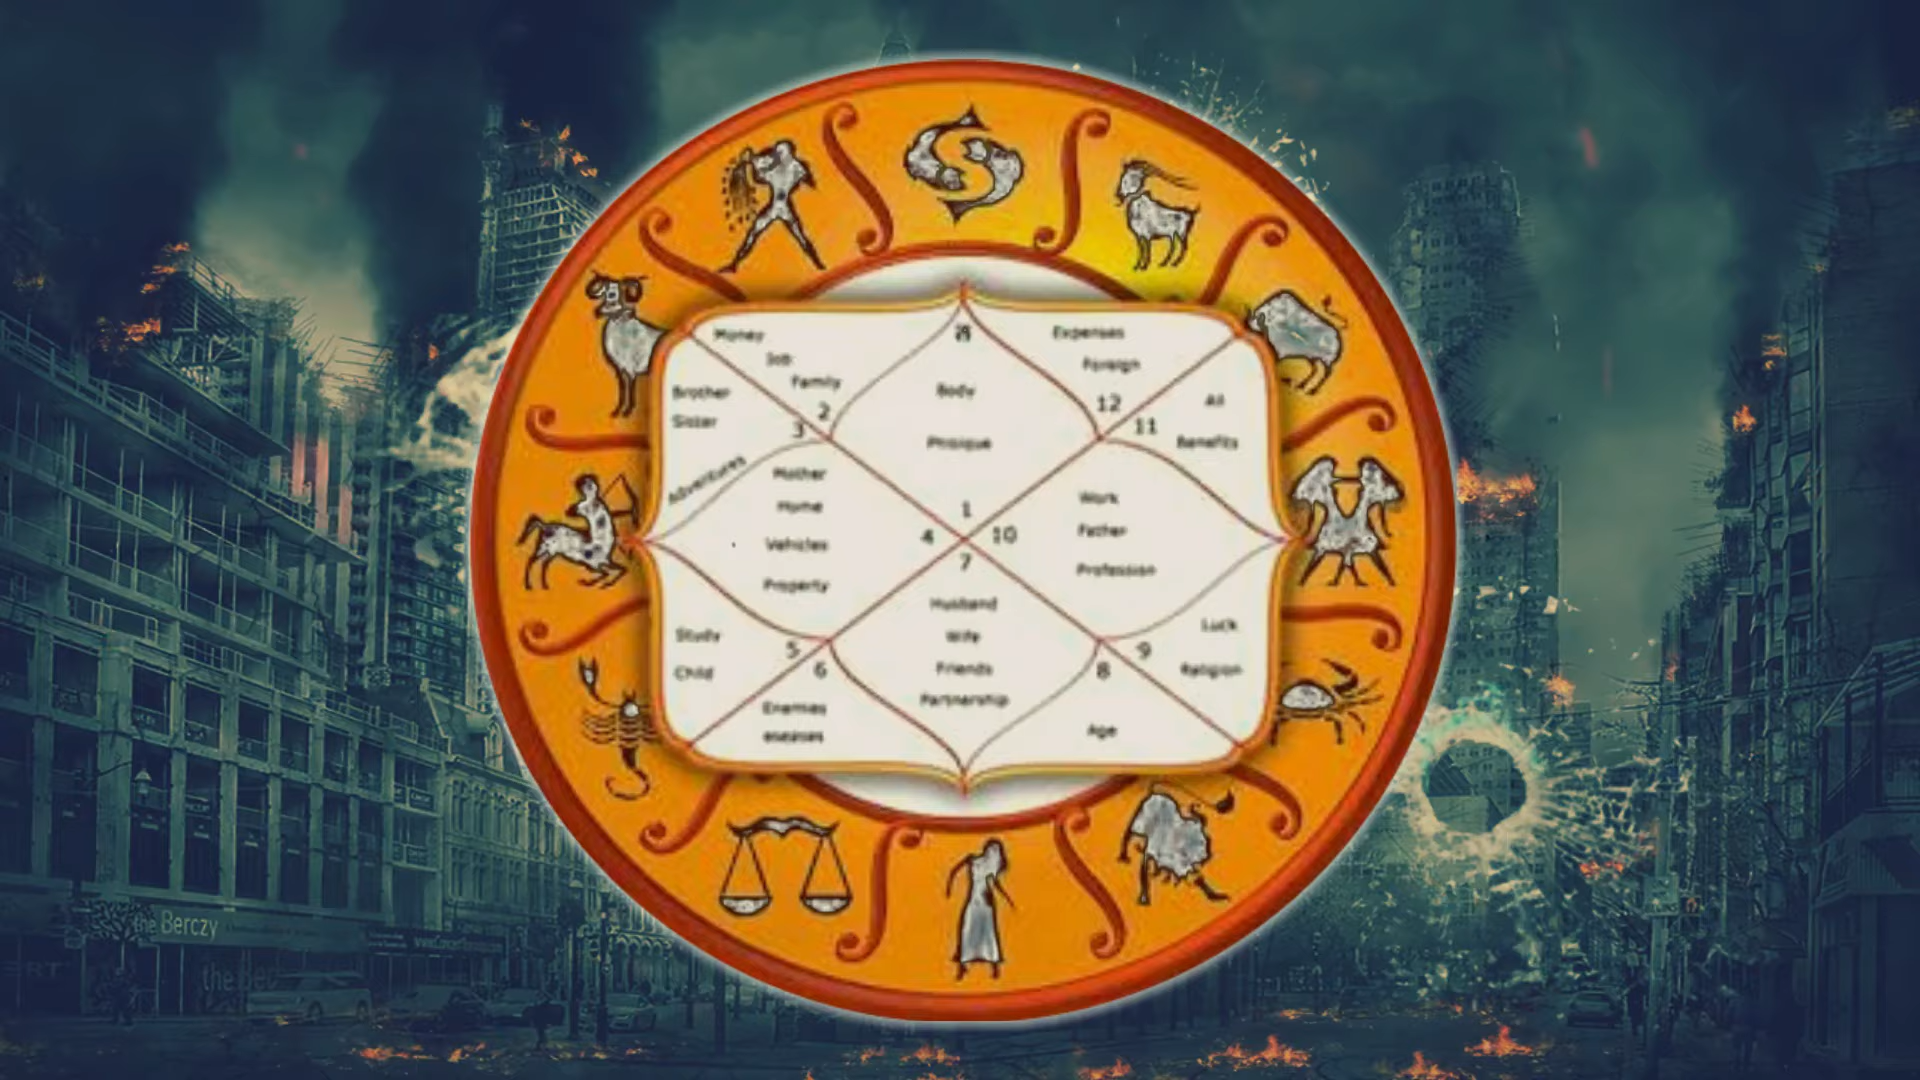 Money
Job
Family
2
Brother
Sister
3
Adventures
Body
Phisique
1
Expenses
Foreign
12
11
All
Benefits
Mother
Home
Vehicles
Property
4
Work
Father
Profession
10
7
Husband
Wife
Friends
Partnership
Study
Child
5
6
Enemies
eseases
9
8
Luck
Religion
Age
the Berczy